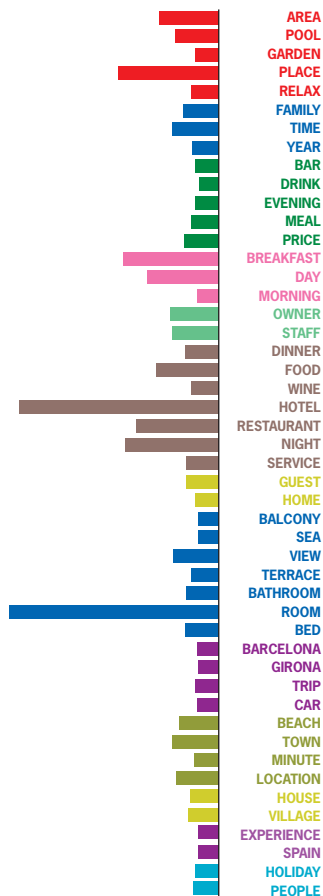 AREA
POOL
GARDEN
PLACE
RELAX
FAMILY
TIME
YEAR
BAR
DRINK
EVENING
MEAL
PRICE
BREAKFAST
DAY
MORNING
OWNER
STAFF
DINNER
FOOD
WINE
HOTEL
RESTAURANT
NIGHT
SERVICE
GUEST
HOME
BALCONY
SEA
VIEW
TERRACE
BATHROOM
ROOM
BED
BARCELONA
GIRONA
TRIP
CAR
BEACH
TOWN
MINUTE
LOCATION
HOUSE
VILLAGE
EXPERIENCE
SPAIN
HOLIDAY
PEOPLE